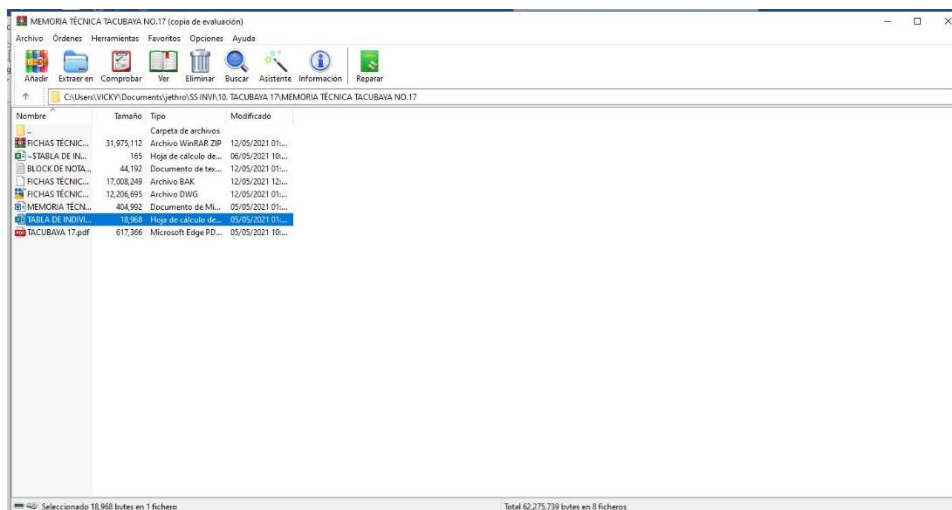 MEMORIA TÉCNICA TACUBAYA NO.17 (copia de evaluación)
Archivo Órdenes Herramientas Favoritos Opciones Ayuda
Añadir Extraer en Comprobar Ver Eliminar Buscar Asistente Información Reparar
C:\Users\VICKY\Documents\jethro\SS INVI\10. TACUBAYA 17\MEMORIA TÉCNICA TACUBAYA NO.17
Nombre Tamaño Tipo Modificado
.. Carpeta de archivos
FICHAS TÉCNIC... 31,975,112 Archivo WinRAR ZIP 12/05/2021 01:...
~$TABLA DE IN... 165 Hoja de cálculo de... 06/05/2021 10:...
BLOCK DE NOTA... 44,192 Documento de tex... 12/05/2021 01:...
FICHAS TÉCNIC... 17,008,249 Archivo BAK 12/05/2021 12:...
FICHAS TÉCNIC... 12,206,695 Archivo DWG 12/05/2021 01:...
MEMORIA TÉCN... 404,992 Documento de Mi... 05/05/2021 01:...
TABLA DE INDIVI... 18,968 Hoja de cálculo de... 05/05/2021 01:...
TACUBAYA 17.pdf 617,366 Microsoft Edge PD... 05/05/2021 10:...
Seleccionado 18,968 bytes en 1 fichero Total 62,275,739 bytes en 8 ficheros